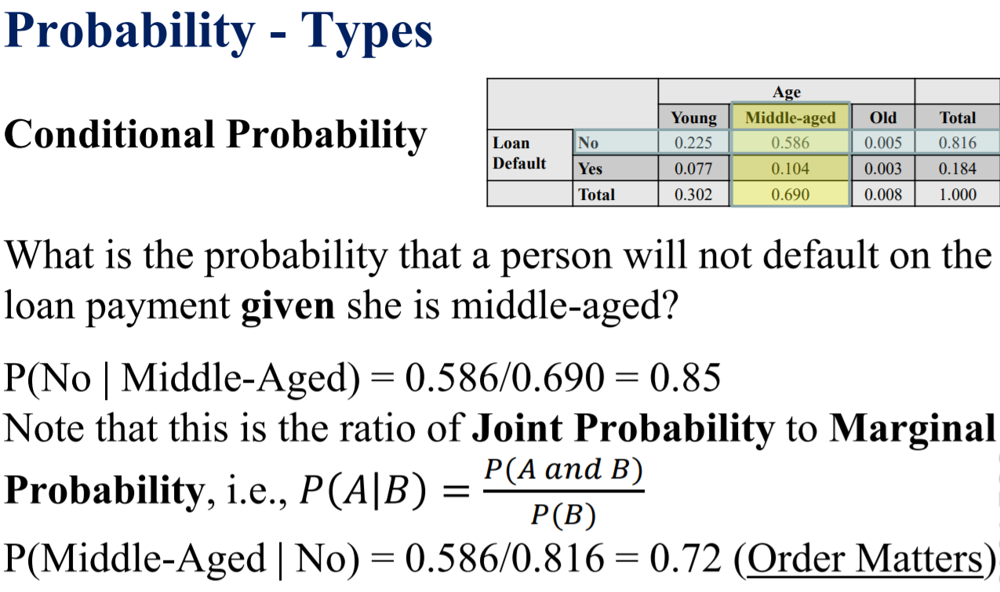 Probability - Types
Conditional Probability
Age
Young Middle-aged Old Total
Loan Default No 0.225 0.586 0.005 0.816
Yes 0.077 0.104 0.003 0.184
Total 0.302 0.690 0.008 1.000
What is the probability that a person will not default on the
loan payment given she is middle-aged?
P(No | Middle-Aged) = 0.586/0.690 = 0.85
Note that this is the ratio of Joint Probability to Marginal
Probability, i.e., P(A|B) = P(A and B) / P(B)
P(Middle-Aged | No) = 0.586/0.816 = 0.72 (Order Matters)